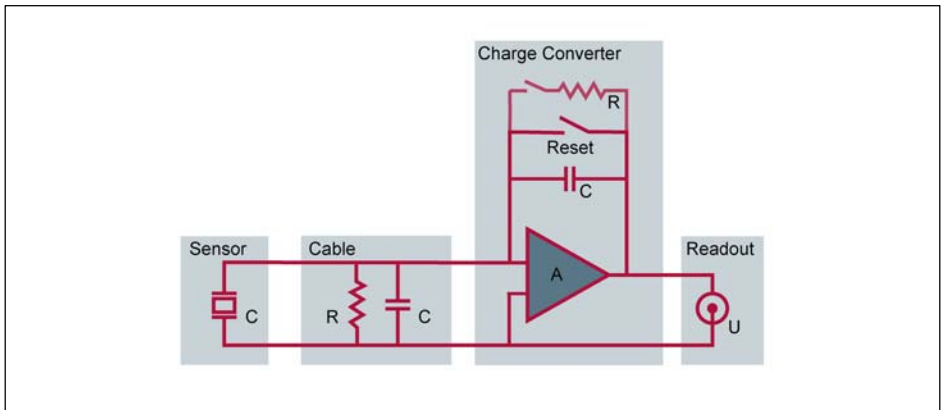 Charge Converter
R
Reset
C
Sensor
Cable
Readout
A
C
R
C
U